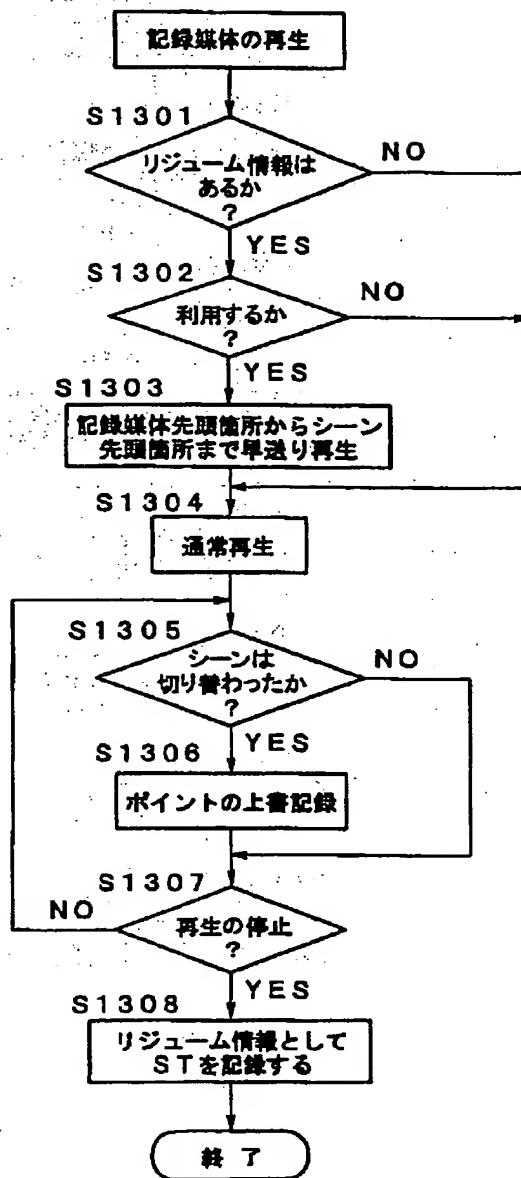 記録媒体の再生
S1301
リジューム情報は
あるか
?
NO
YES
S1302
利用するか
?
NO
YES
S1303
記録媒体先頭箇所からシーン
先頭箇所まで早送り再生
S1304
通常再生
S1305
シーンは
切り替わったか
?
NO
YES
S1306
ポイントの上書記録
S1307
NO
再生の停止
?
YES
S1308
リジューム情報として
STを記録する
終了